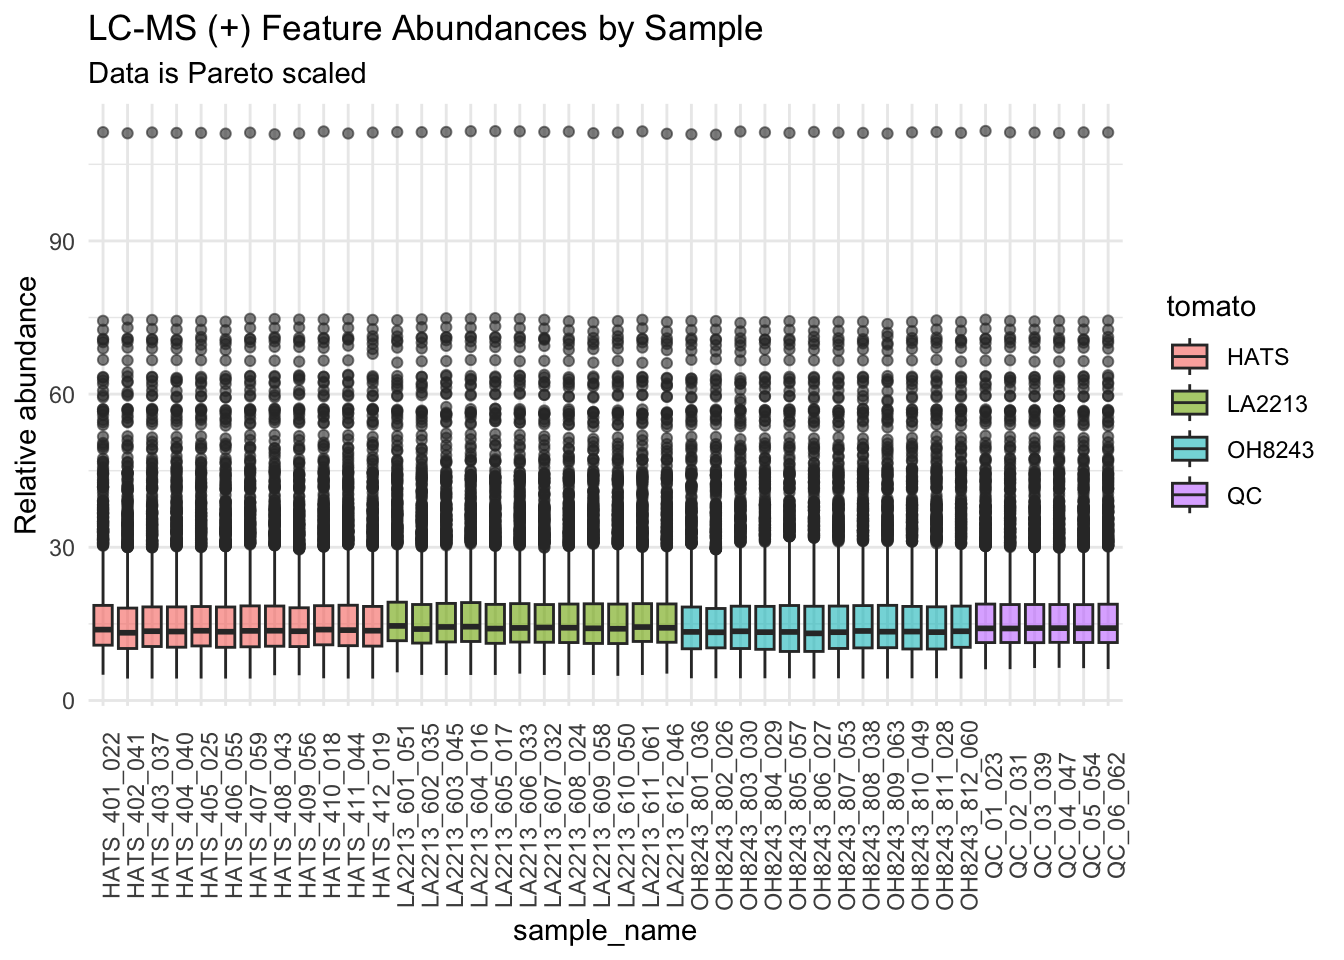 LC-MS (+) Feature Abundances by Sample
Data is Pareto scaled
Relative abundance
90
60
30
0
HATS_401_022
HATS_402_041
HATS_403_037
HATS_404_040
HATS_405_025
HATS_406_055
HATS_407_059
HATS_408_043
HATS_409_056
HATS_410_018
HATS_411_044
HATS_412_019
LA2213_601_051
LA2213_602_035
LA2213_603_045
LA2213_604_016
LA2213_605_017
LA2213_606_033
LA2213_607_032
LA2213_608_024
LA2213_609_058
LA2213_610_050
LA2213_611_061
LA2213_612_046
OH8243_801_036
OH8243_802_026
OH8243_803_030
OH8243_804_029
OH8243_805_057
OH8243_806_027
OH8243_807_053
OH8243_808_038
OH8243_809_063
OH8243_810_049
OH8243_811_028
OH8243_812_060
QC_01_023
QC_02_031
QC_03_039
QC_04_047
QC_05_054
QC_06_062
sample_name
tomato
HATS
LA2213
OH8243
QC